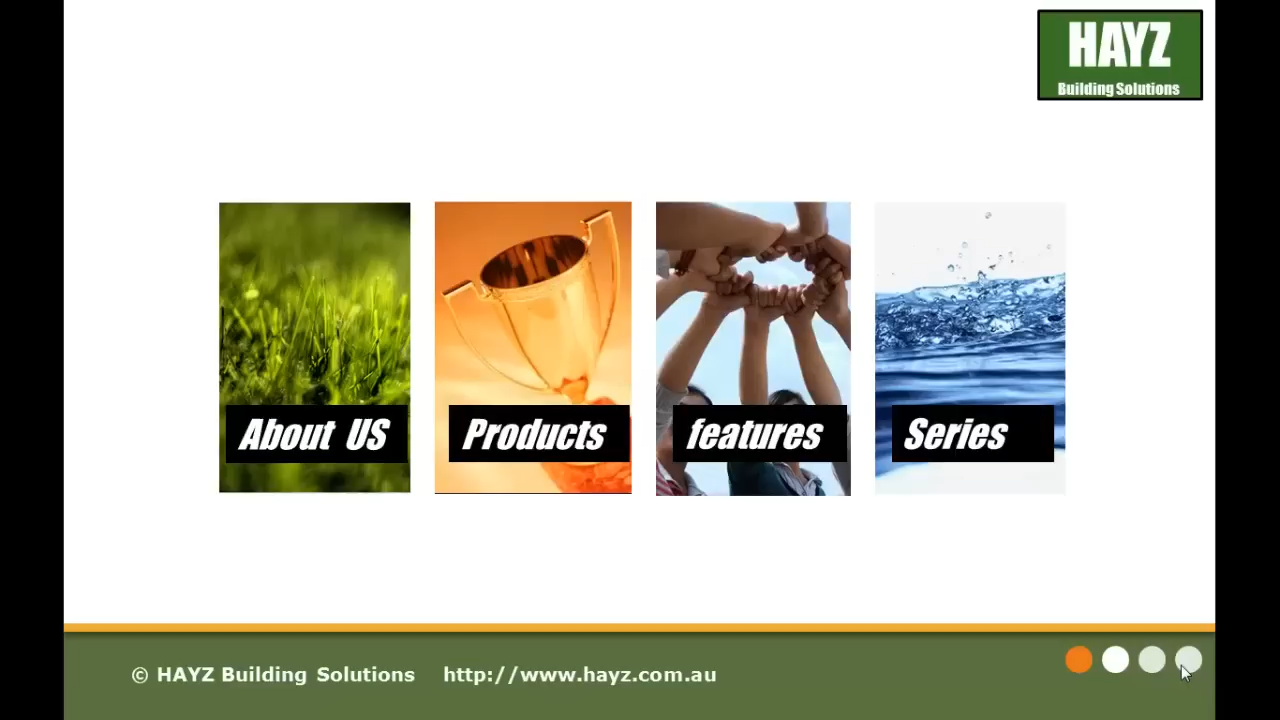 HAYZ
Building Solutions
About US
Products
features
Series
© HAYZ Building Solutions http://www.hayz.com.au